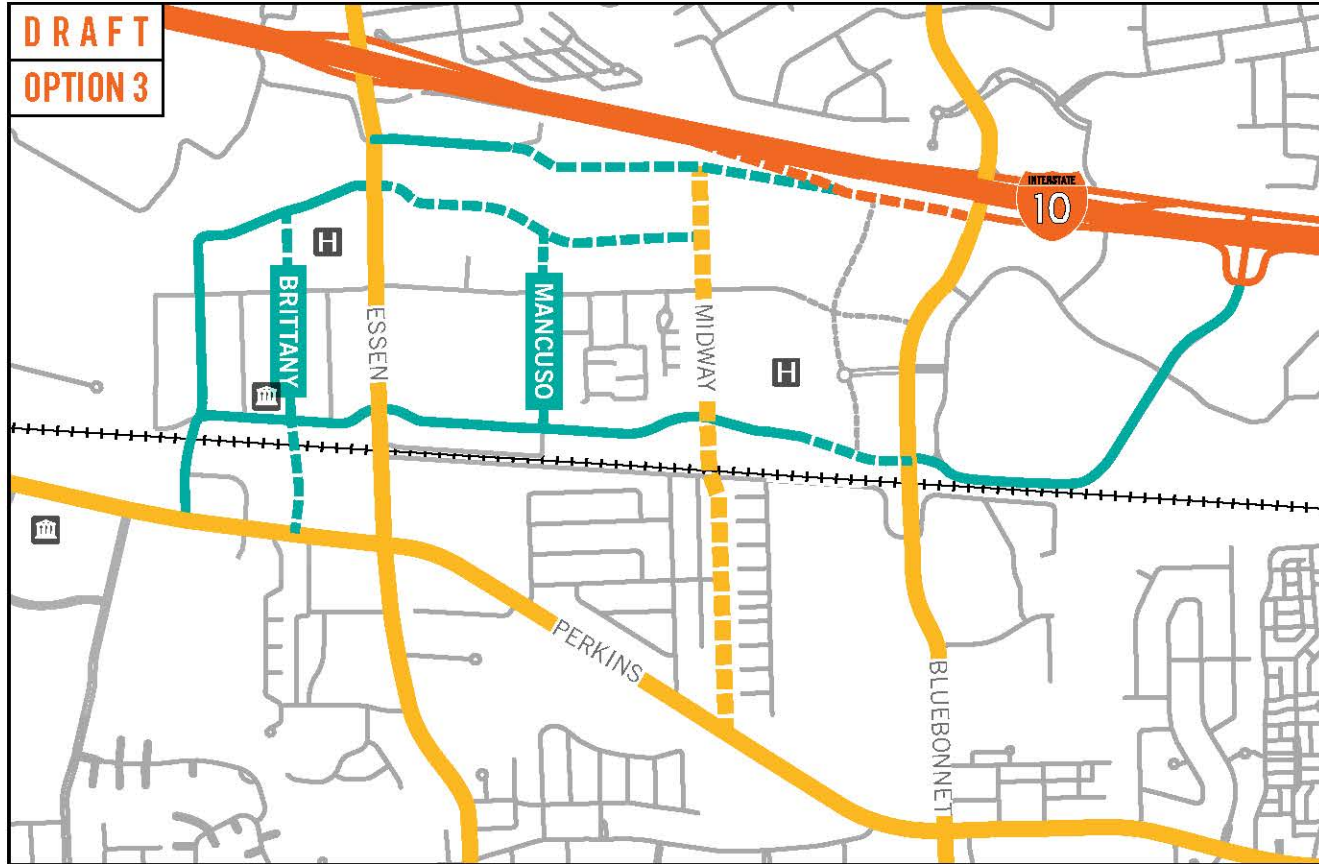 DRAFT
OPTION 3
INTERSTATE
10
H
BRITTANY
ESSEN
MANCUSO
MIDWAY
H
PERKINS
BLUEBONNET